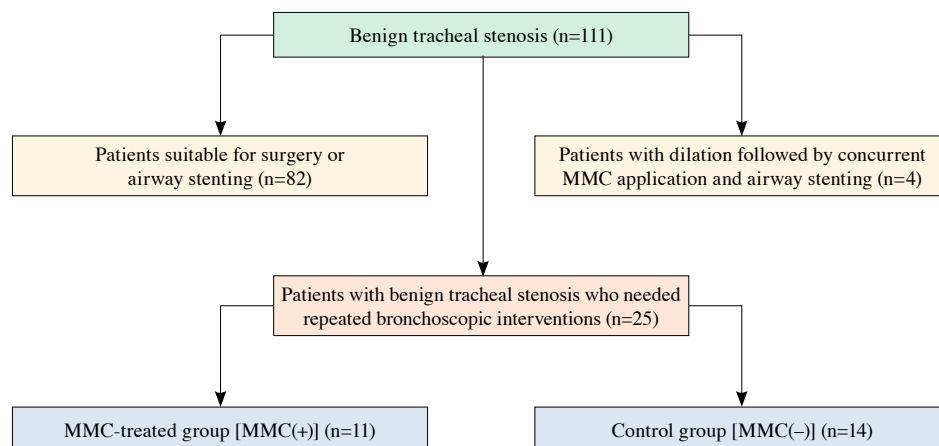 Benign tracheal stenosis (n=111)
Patients suitable for surgery or
airway stenting (n=82)
Patients with dilation followed by concurrent
MMC application and airway stenting (n=4)
Patients with benign tracheal stenosis who needed
repeated bronchoscopic interventions (n=25)
MMC-treated group [MMC(+)] (n=11)
Control group [MMC(–)] (n=14)